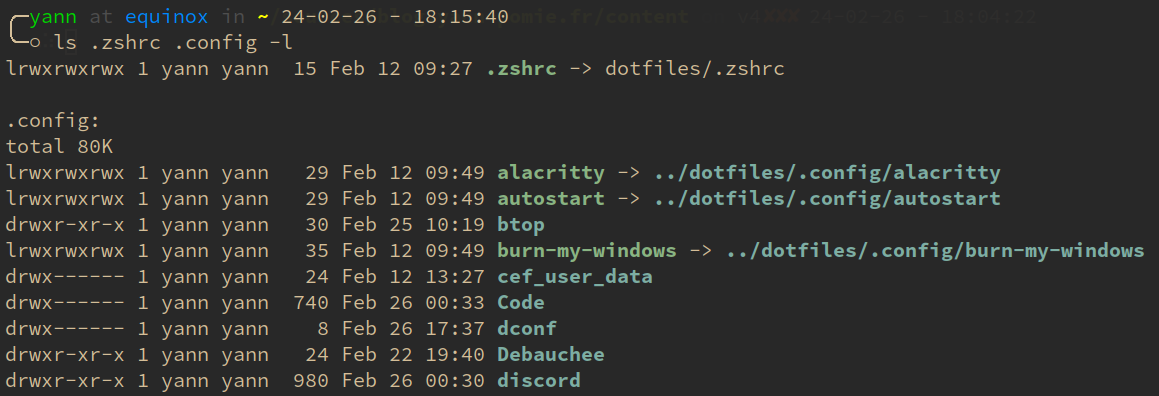 yann at equinox in ~ 24-02-26 - 18:15:40
ls .zshrc .config -l
lrwxrwxrwx 1 yann yann  15 Feb 12 09:27 .zshrc -> dotfiles/.zshrc
.config:
total 80K
lrwxrwxrwx 1 yann yann   29 Feb 12 09:49 alacritty -> ../dotfiles/.config/alacritty
lrwxrwxrwx 1 yann yann   29 Feb 12 09:49 autostart -> ../dotfiles/.config/autostart
drwxr-xr-x 1 yann yann   30 Feb 25 10:19 btop
lrwxrwxrwx 1 yann yann   35 Feb 12 09:49 burn-my-windows -> ../dotfiles/.config/burn-my-windows
drwx------ 1 yann yann   24 Feb 12 13:27 cef_user_data
drwx------ 1 yann yann  740 Feb 26 00:33 Code
drwx------ 1 yann yann    8 Feb 26 17:37 dconf
drwxr-xr-x 1 yann yann   24 Feb 22 19:40 Debauchee
drwxr-xr-x 1 yann yann  980 Feb 26 00:30 discord